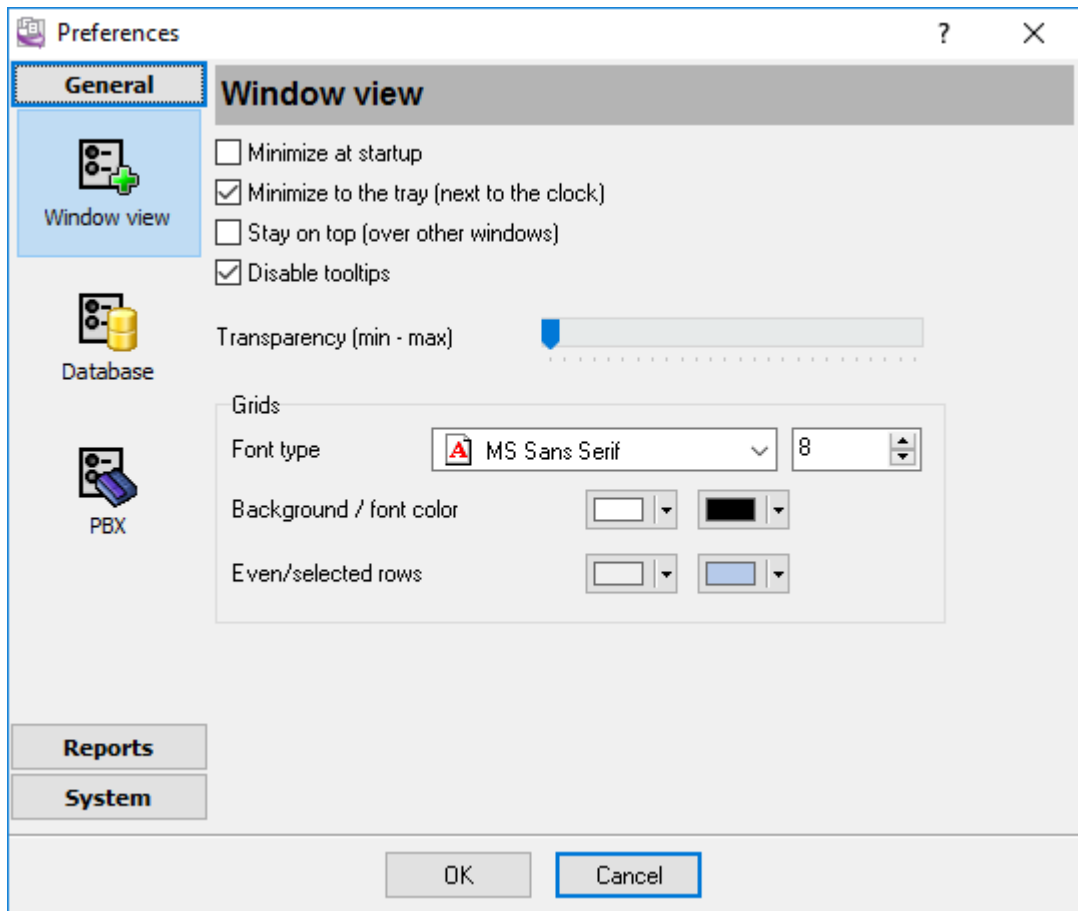 Preferences
General
Window view
Database
PBX
Reports
System
Window view
Minimize at startup
Minimize to the tray (next to the clock)
Stay on top (over other windows)
Disable tooltips
Transparency (min - max)
Grids
Font type MS Sans Serif 8
Background / font color
Even/selected rows
OK Cancel